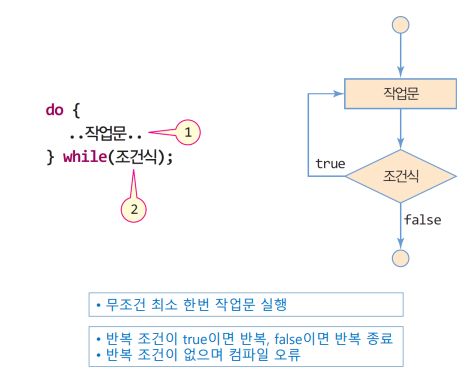 do {
..작업문..
} while(조건식);
1
2
작업문
조건식
true
false
• 무조건 최소 한번 작업문 실행
• 반복 조건이 true이면 반복, false이면 반복 종료
• 반복 조건이 없으며 컴파일 오류